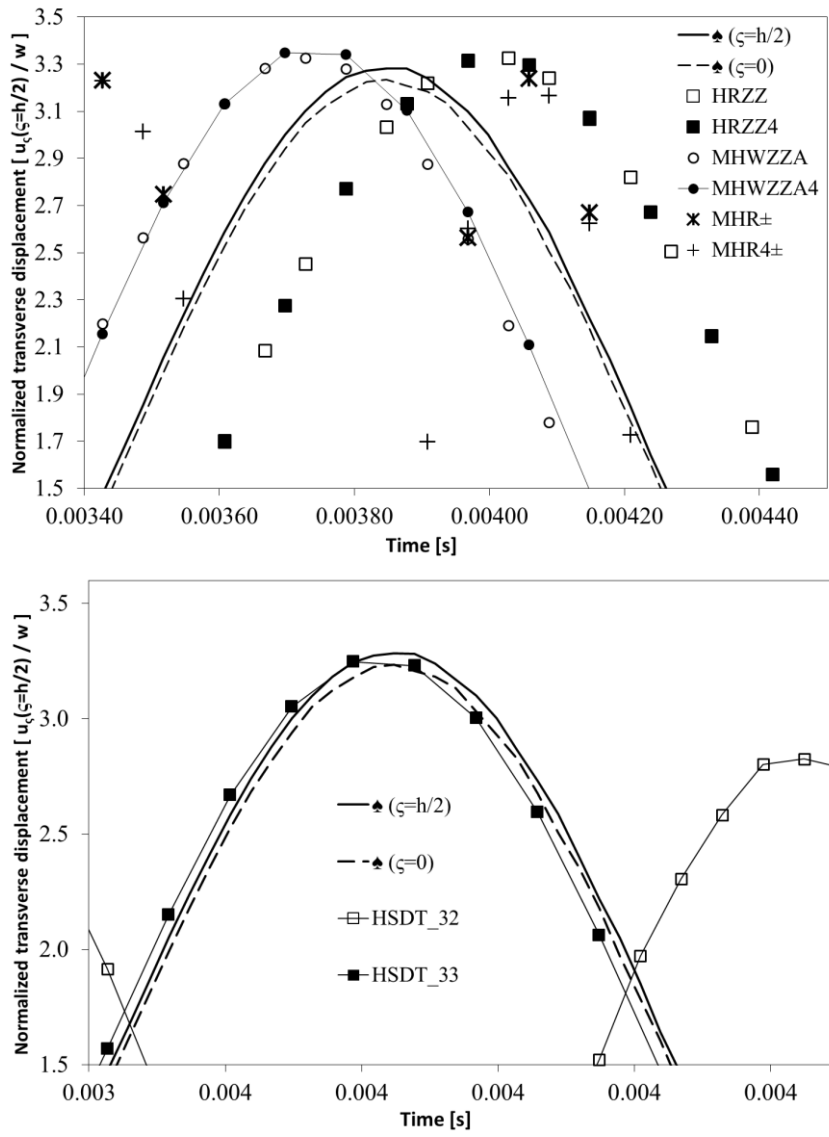 Normalized transverse displacement [ uς(ς=h/2) / w ]
3.5
3.3
3.1
2.9
2.7
2.5
2.3
2.1
1.9
1.7
1.5
♠ (ς=h/2)
♠ (ς=0)
HRZZ
HRZZ4
MHWZZA
MHWZZA4
MHR±
MHR4±
0.00340
0.00360
0.00380
0.00400
0.00420
0.00440
Time [s]
Normalized transverse displacement [ uς(ς=h/2) / w ]
3.5
3.0
2.5
2.0
1.5
♠ (ς=h/2)
♠ (ς=0)
HSDT_32
HSDT_33
0.003
0.004
0.004
0.004
0.004
0.004
Time [s]